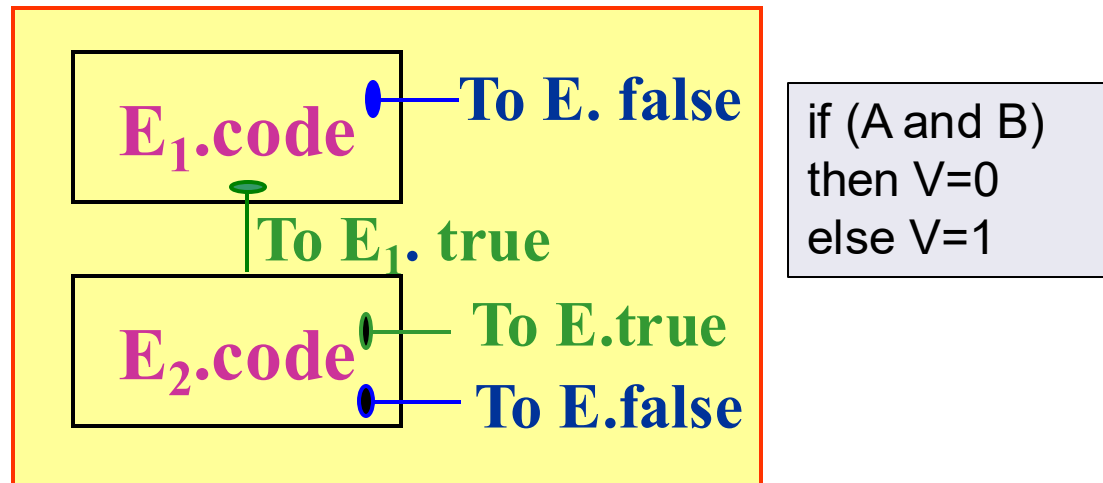 E₁.code
To E. false
To E₁. true
E₂.code
To E.true
To E.false
if (A and B)
then V=0
else V=1